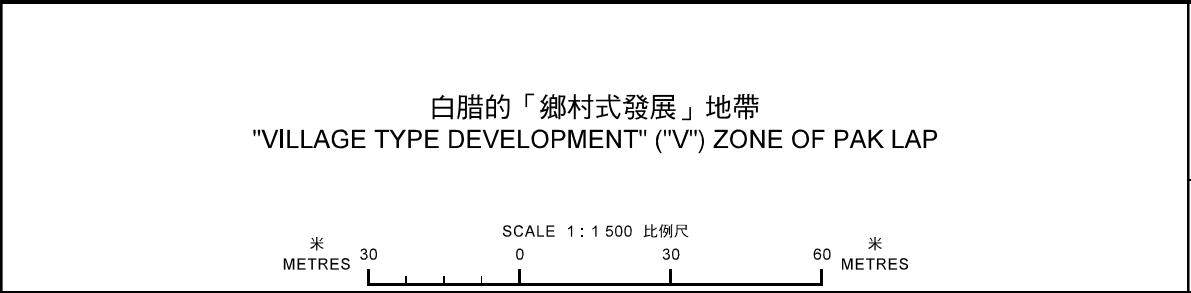 白腊的「鄉村式發展」地帶
"VILLAGE TYPE DEVELOPMENT" ("V") ZONE OF PAK LAP
SCALE 1 : 1 500 比例尺
米 米
METRES 30 0 30 60 METRES